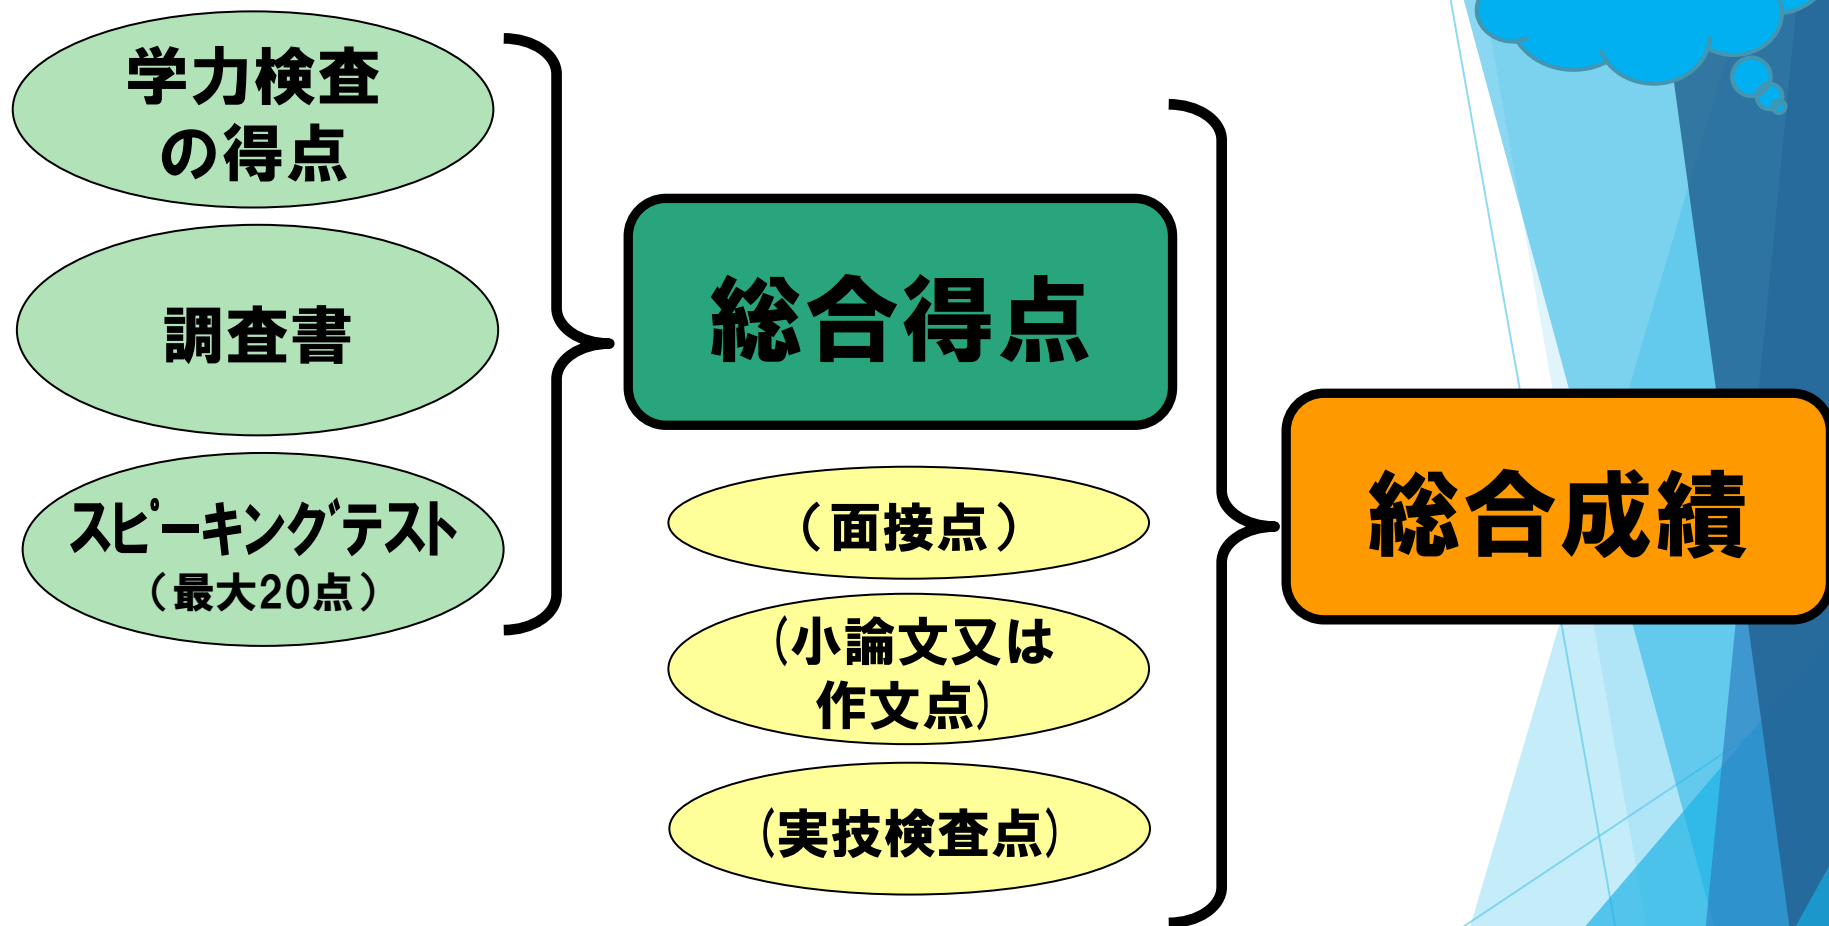 学力検査
の得点
調査書
スピーキングテスト
（最大20点）
総合得点
（面接点）
(小論文又は
作文点)
(実技検査点)
総合成績